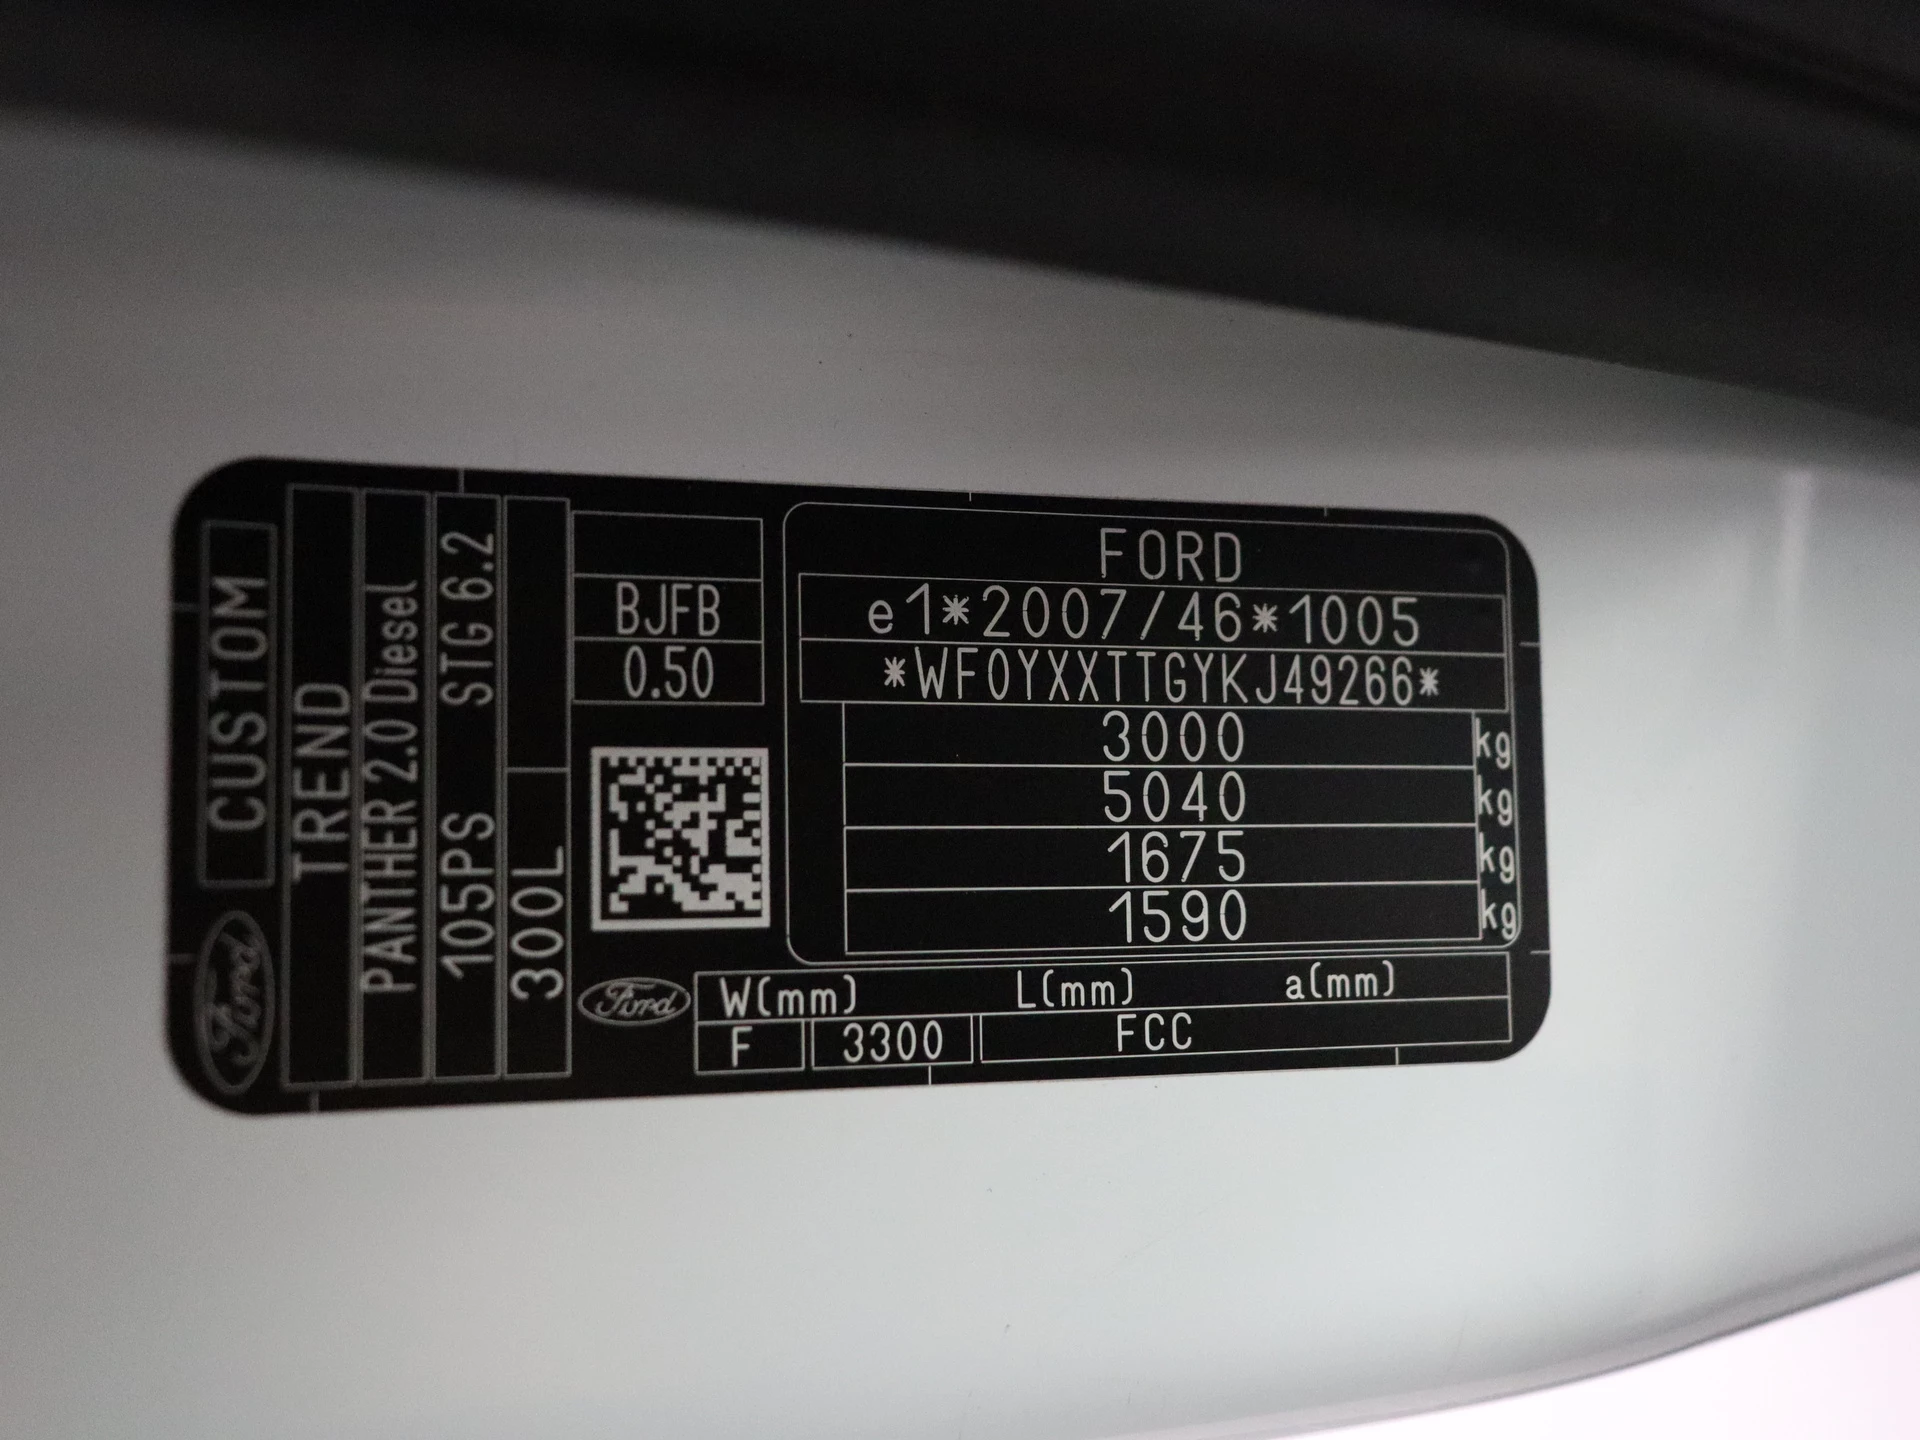 CUSTOM
Ford
TREND
PANTHER 2.0 Diesel
105PS STG 6.2
300L
BJFB
0.50
FORD
e1*2007/46*1005
*WF0YXXTTGYKJ49266*
3000 kg
5040 kg
1675 kg
1590 kg
Ford
W(mm) L(mm) a(mm)
F 3300 FCC